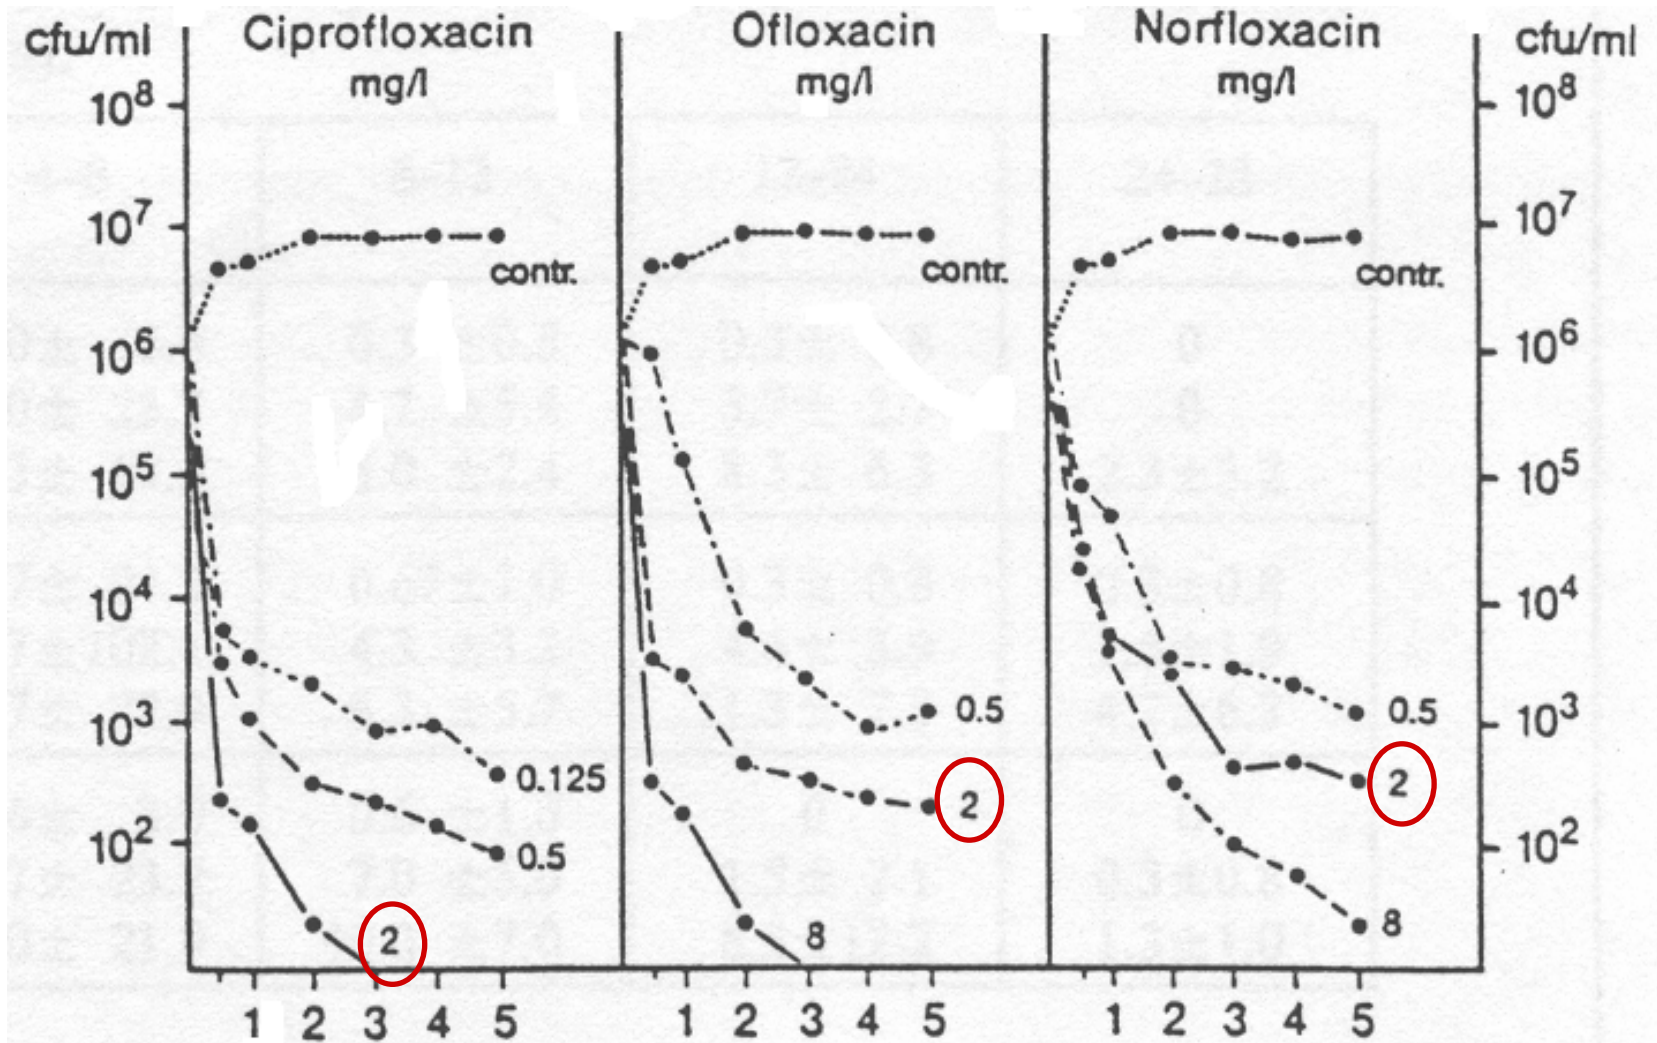 cfu/ml Ciprofloxacin Ofloxacin Norfloxacin cfu/ml
mg/l mg/l mg/l
10⁸ 10⁸
10⁷ 10⁷
contr. contr. contr.
10⁶ 10⁶
10⁵ 10⁵
10⁴ 10⁴
10³ 0.5 0.5 10³
0.125 2 2
10² 0.5 10²
2 8 8
1 2 3 4 5 1 2 3 4 5 1 2 3 4 5